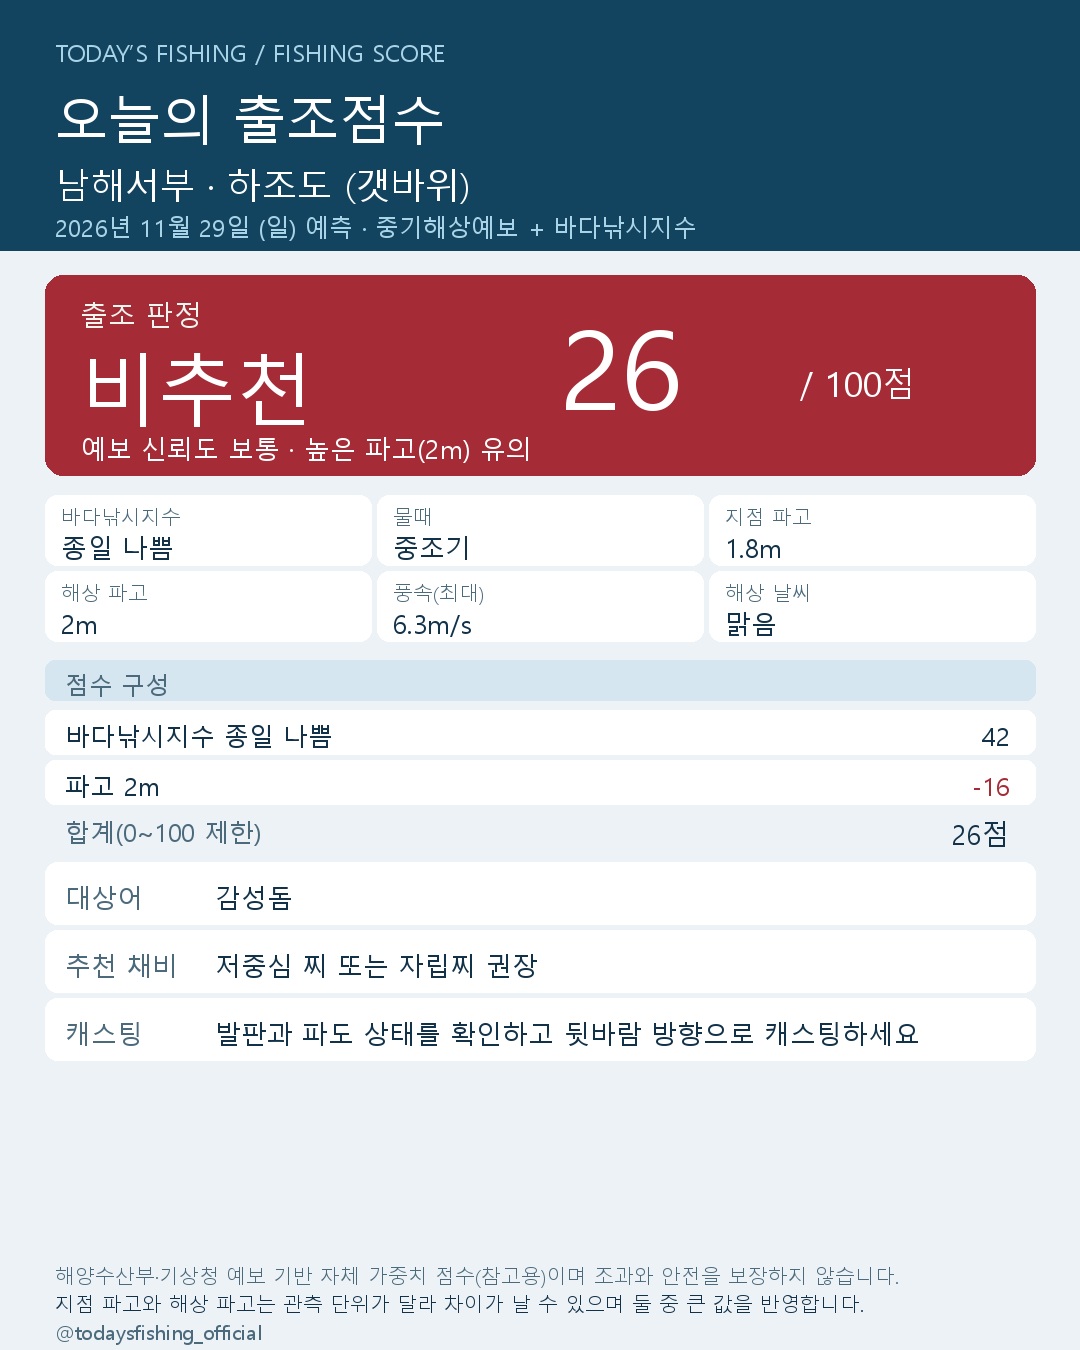 TODAY'S FISHING / FISHING SCORE
오늘의 출조점수
남해서부 · 하조도 (갯바위)
2026년 11월 29일 (일) 예측 · 중기해상예보 + 바다낚시지수
출조 판정
비추천
26
/ 100점
예보 신뢰도 보통 · 높은 파고(2m) 유의
바다낚시지수
종일 나쁨
물때
중조기
지점 파고
1.8m
해상 파고
2m
풍속(최대)
6.3m/s
해상 날씨
맑음
점수 구성
바다낚시지수 종일 나쁨 42
파고 2m -16
합계(0~100 제한) 26점
대상어 감성돔
추천 채비 저중심 찌 또는 자립찌 권장
캐스팅 발판과 파도 상태를 확인하고 뒷바람 방향으로 캐스팅하세요
해양수산부·기상청 예보 기반 자체 가중치 점수(참고용)이며 조과와 안전을 보장하지 않습니다.
지점 파고와 해상 파고는 관측 단위가 달라 차이가 날 수 있으며 둘 중 큰 값을 반영합니다.
@todaysfishing_official